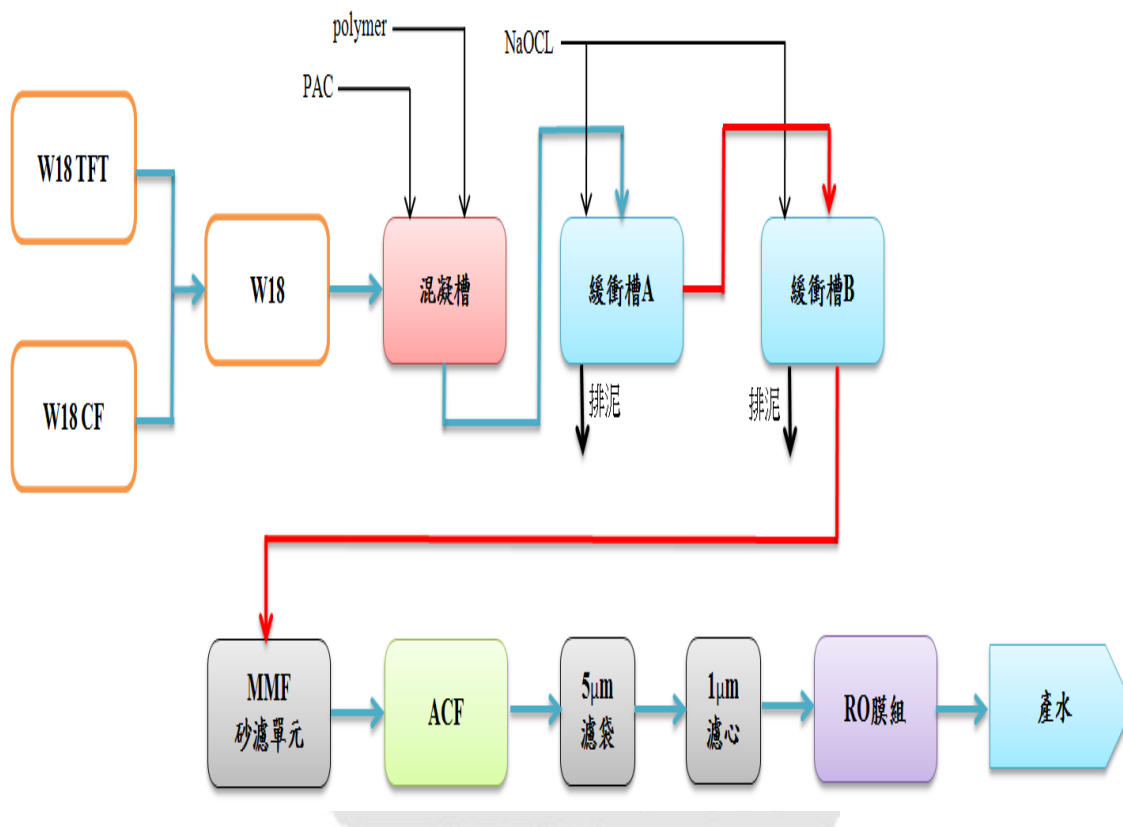 polymer
PAC
NaOCL
W18 TFT
W18 CF
W18
混凝槽
緩衝槽A
緩衝槽B
排泥
排泥
MMF
砂濾單元
ACF
5μm
濾袋
1μm
濾心
RO膜組
產水